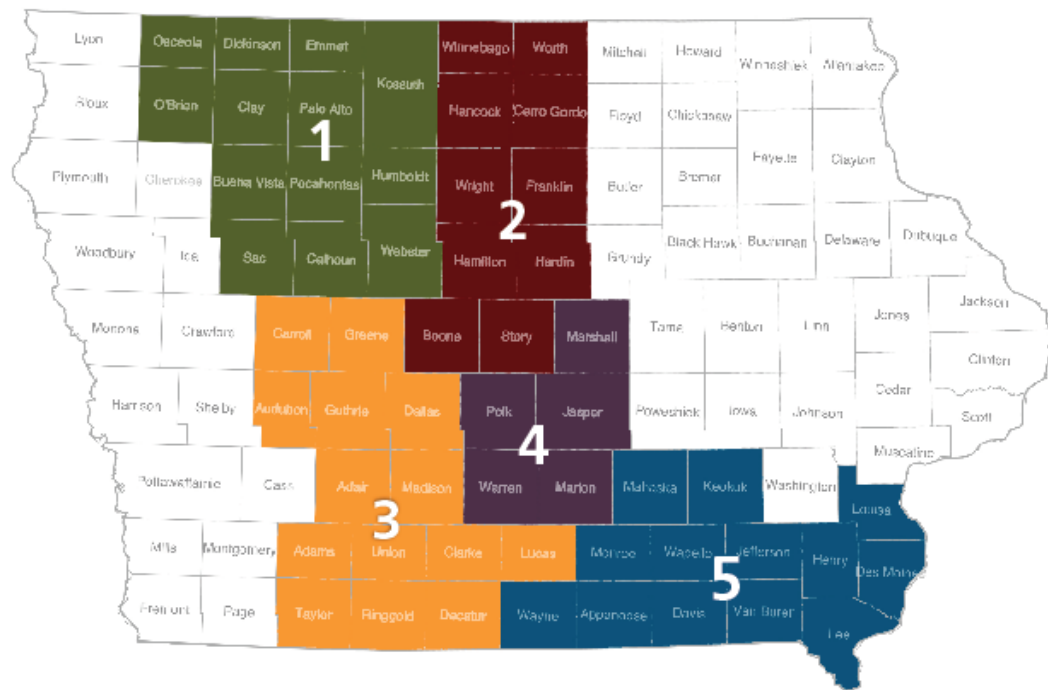 Lyon Osceola Dickinson Emmet Winnebago Worth Mitchell Howard Winneshiek Allamakee
Kossuth
Sioux O'Brien Clay Palo Alto Hancock Cerro Gordo Floyd Chickasaw
1
Fayette Clayton
Plymouth Cherokee Buena Vista Pocahontas Humboldt Wright Franklin Butler Bremer
2
Woodbury Ida Sac Calhoun Webster Hamilton Hardin Grundy Black Hawk Buchanan Delaware Dubuque
Jackson
Monona Crawford Carroll Greene Boone Story Marshall Tama Benton Linn Jones
Clinton
Harrison Shelby Audubon Guthrie Dallas Polk Jasper Poweshiek Iowa Johnson Cedar Scott
4
Muscatine
Pottawattamie Cass Adair Madison Warren Marion Mahaska Keokuk Washington
Louisa
3
Mills Montgomery Adams Union Clarke Lucas Monroe Wapello Jefferson Henry Des Moine
5
Fremont Page Taylor Ringgold Decatur Wayne Appanoose Davis Van Buren Lee